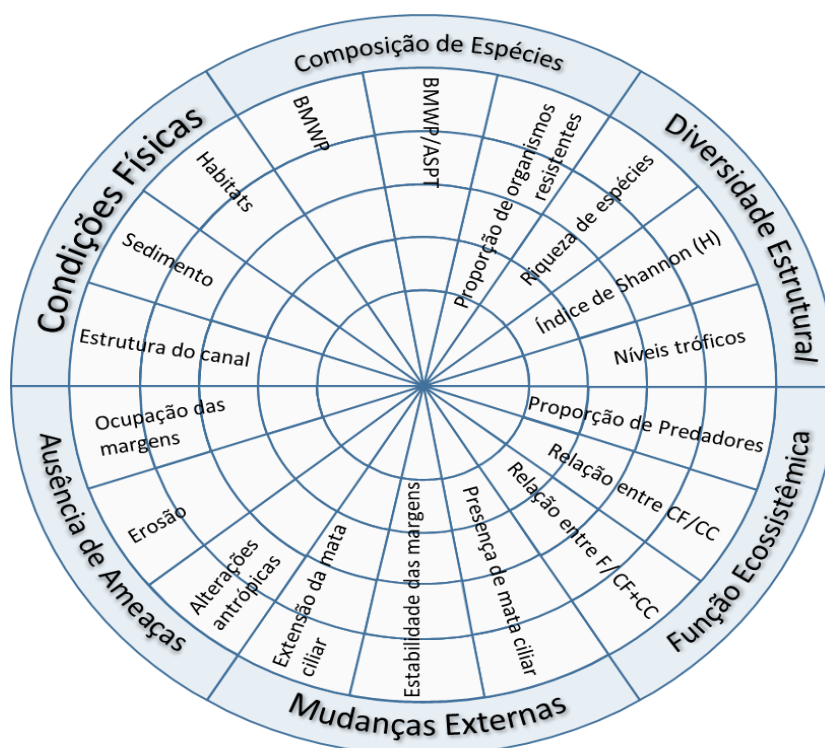 Composição de Espécies
BMWP
BMWP/ASPT
Proporção de organismos
resistentes
Diversidade Estrutural
Riqueza de espécies
Índice de Shannon (H)
Níveis tróficos
Função Ecossistêmica
Proporção de Predadores
Relação entre CF/CC
Relação entre F/ CF+CC
Mudanças Externas
Presença de mata ciliar
Estabilidade das margens
Extensão da mata
ciliar
Ausência de Ameaças
Alterações
antrópicas
Erosão
Ocupação das
margens
Condições Físicas
Estrutura do canal
Sedimento
Habitats